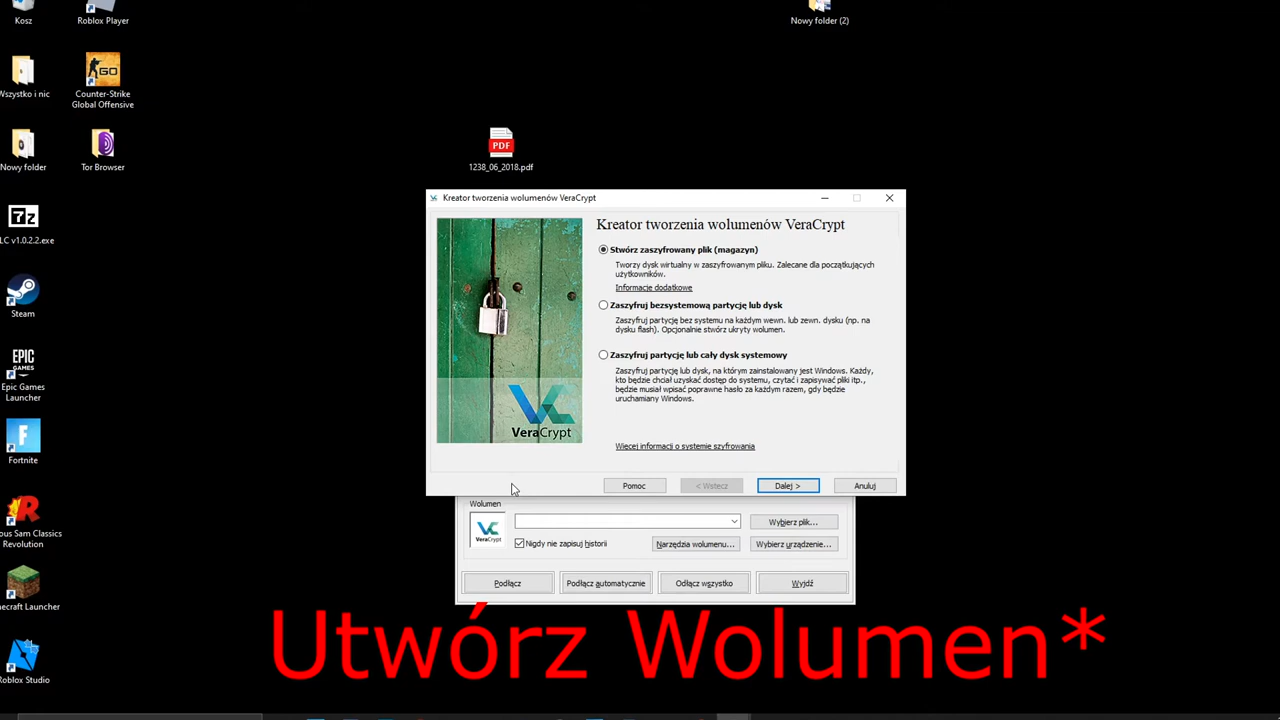 Kosz
Roblox Player
Nowy folder (2)
Wszystko i nic
Counter-Strike
Global Offensive
GO
PDF
Nowy folder
Tor Browser
1238_06_2018.pdf
Kreator tworzenia wolumenów VeraCrypt
7z
LC v1.0.2.2.exe
Kreator tworzenia wolumenów VeraCrypt
Stwórz zaszyfrowany plik (magazyn)
Tworzy dysk wirtualny w zaszyfrowanym pliku. Zalecane dla początkujących
użytkowników.
Informacje dodatkowe
Zaszyfruj bezsystemową partycję lub dysk
Zaszyfruj partycję bez systemu na każdym wewn. lub zewn. dysku (np. na
dysku flash). Opcjonalnie stwórz ukryty wolumen.
Zaszyfruj partycję lub cały dysk systemowy
Zaszyfruj partycję lub dysk, na którym zainstalowany jest Windows. Każdy,
kto będzie chciał uzyskać dostęp do systemu, czytać i zapisywać pliki itp.,
będzie musiał wpisać poprawne hasło za każdym razem, gdy będzie
uruchamiany Windows.
VeraCrypt
Więcej informacji o systemie szyfrowania
Pomoc
< Wstecz
Dalej >
Anuluj
Steam
EPIC
GAMES
Epic Games
Launcher
Fortnite
Wolumen
VeraCrypt
Wybierz plik...
Nigdy nie zapisuj historii
Narzędzia wolumenu...
Wybierz urządzenie...
Podłącz
Podłącz automatycznie
Odłącz wszystko
Wyjdź
ous Sam Classics
Revolution
necraft Launcher
Roblox Studio
Utwórz Wolumen*